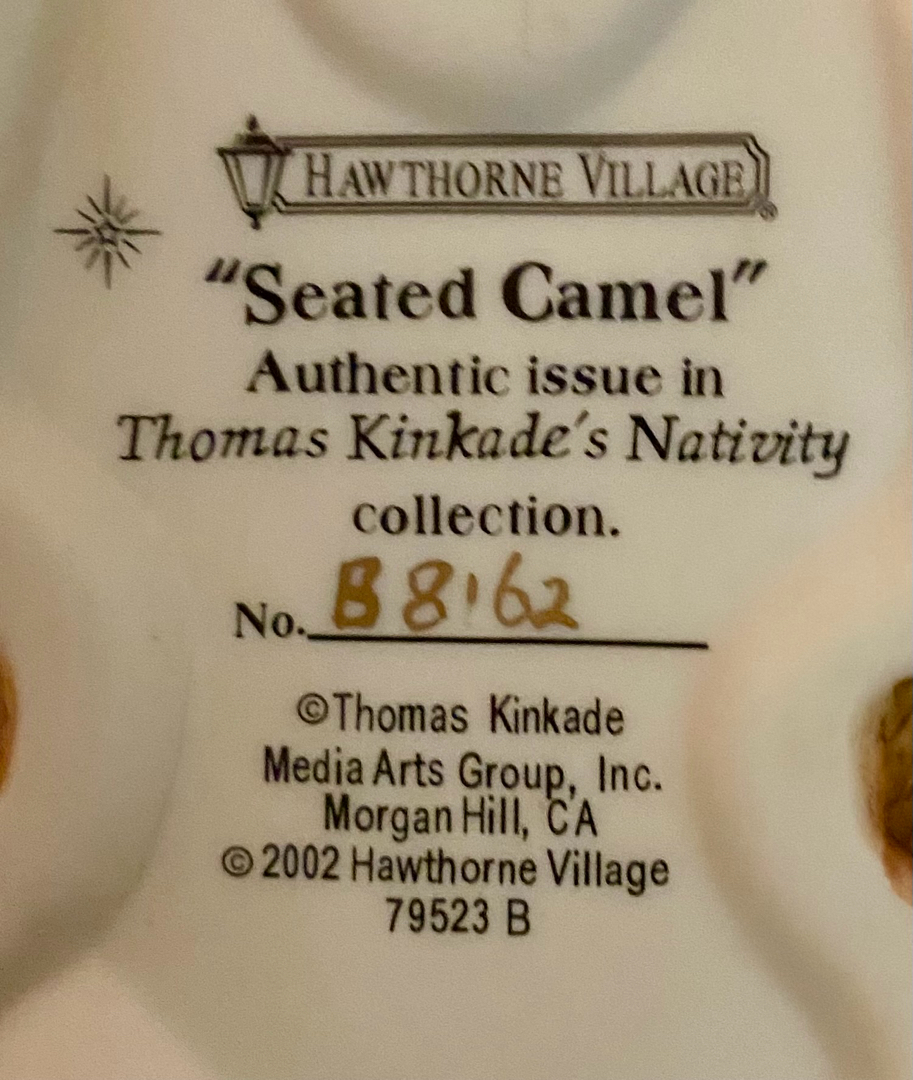 HAWTHORNE VILLAGE
"Seated Camel"
Authentic issue in
Thomas Kinkade's Nativity
collection.
No. B8162
©Thomas Kinkade
Media Arts Group, Inc.
Morgan Hill, CA
© 2002 Hawthorne Village
79523 B